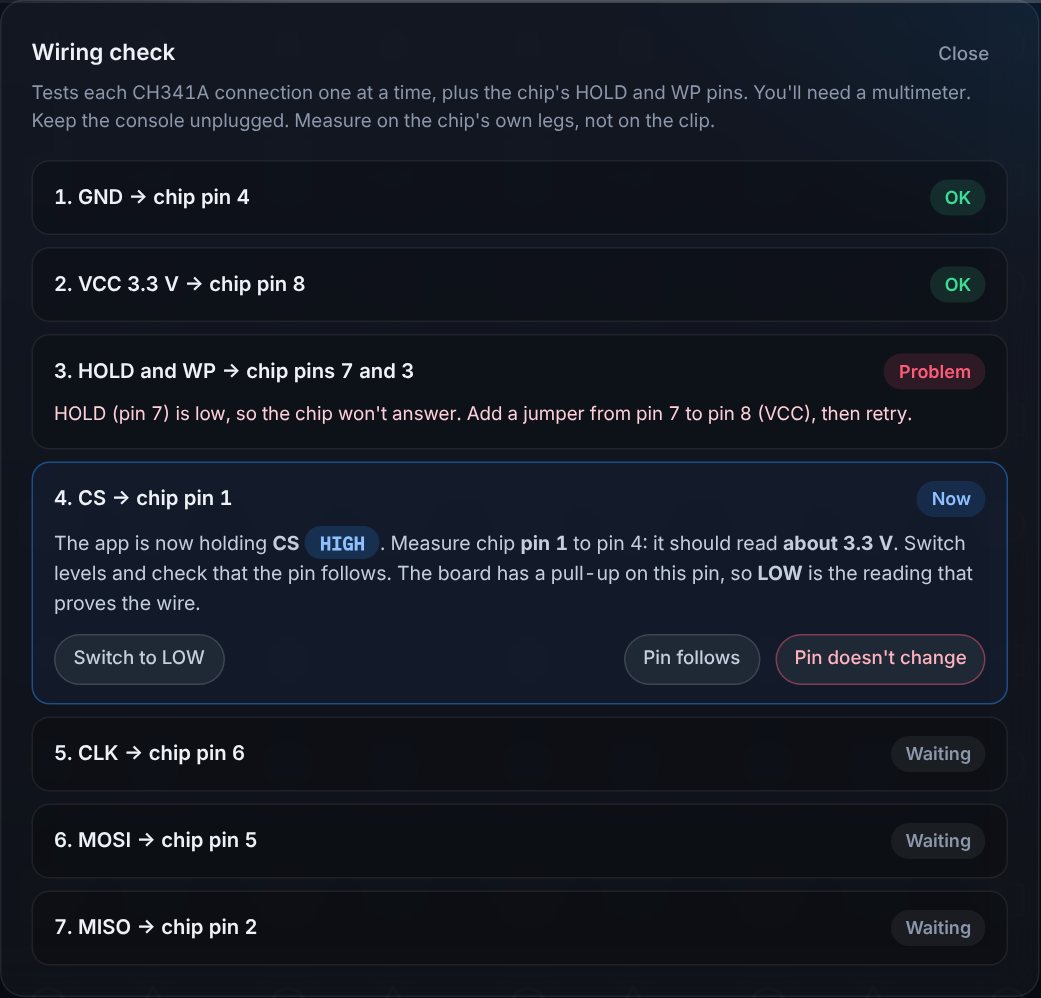 Wiring check
Close
Tests each CH341A connection one at a time, plus the chip's HOLD and WP pins. You'll need a multimeter.
Keep the console unplugged. Measure on the chip's own legs, not on the clip.
1. GND → chip pin 4
OK
2. VCC 3.3 V → chip pin 8
OK
3. HOLD and WP → chip pins 7 and 3
Problem
HOLD (pin 7) is low, so the chip won't answer. Add a jumper from pin 7 to pin 8 (VCC), then retry.
4. CS → chip pin 1
Now
The app is now holding CS HIGH. Measure chip pin 1 to pin 4: it should read about 3.3 V. Switch
levels and check that the pin follows. The board has a pull-up on this pin, so LOW is the reading that
proves the wire.
Switch to LOW
Pin follows
Pin doesn't change
5. CLK → chip pin 6
Waiting
6. MOSI → chip pin 5
Waiting
7. MISO → chip pin 2
Waiting